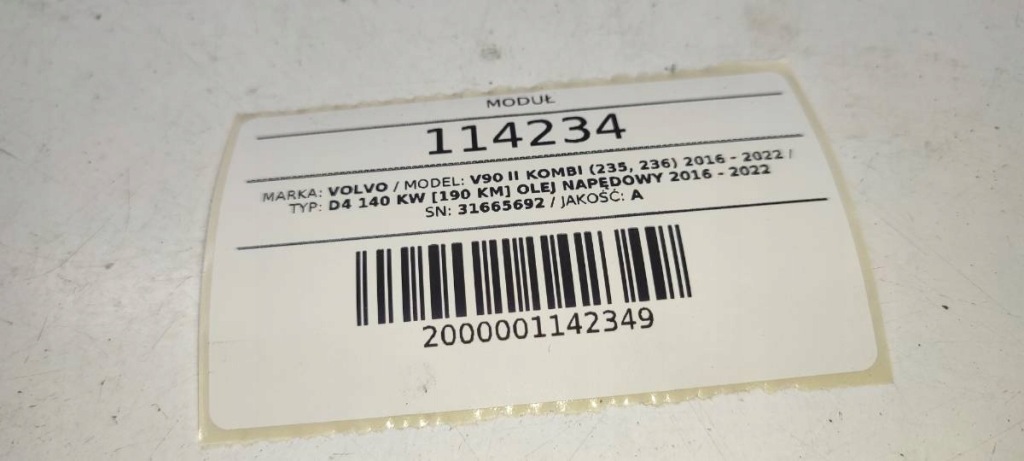 MODUŁ
114234
MARKA: VOLVO / MODEL: V90 II KOMBI (235, 236) 2016 - 2022 /
TYP: D4 140 KW [190 KM] OLEJ NAPĘDOWY 2016 - 2022
SN: 31665692 / JAKOŚĆ: A
2000001142349